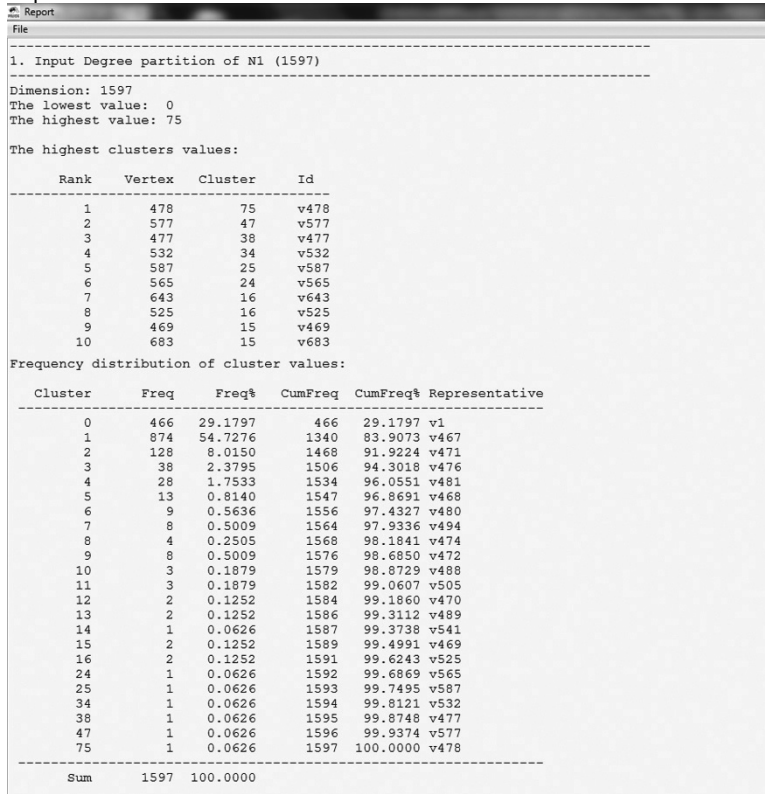 Report
File
1. Input Degree partition of N1 (1597)
Dimension: 1597
The lowest value: 0
The highest value: 75
The highest clusters values:
Rank Vertex Cluster Id
1 478 75 v478
2 577 47 v577
3 477 38 v477
4 532 34 v532
5 587 25 v587
6 565 24 v565
7 643 16 v643
8 525 16 v525
9 469 15 v469
10 683 15 v683
Frequency distribution of cluster values:
Cluster Freq Freq% CumFreq CumFreq% Representative
0 466 29.1797 466 29.1797 v1
1 874 54.7276 1340 83.9073 v467
2 128 8.0150 1468 91.9224 v471
3 38 2.3795 1506 94.3018 v476
4 28 1.7533 1534 96.0551 v481
5 13 0.8140 1547 96.8691 v468
6 9 0.5636 1556 97.4327 v480
7 8 0.5009 1564 97.9336 v494
8 4 0.2505 1568 98.1841 v474
9 8 0.5009 1576 98.6850 v472
10 3 0.1879 1579 98.8729 v488
11 3 0.1879 1582 99.0607 v505
12 2 0.1252 1584 99.1860 v470
13 2 0.1252 1586 99.3112 v489
14 1 0.0626 1587 99.3738 v541
15 2 0.1252 1589 99.4991 v469
16 2 0.1252 1591 99.6243 v525
24 1 0.0626 1592 99.6869 v565
25 1 0.0626 1593 99.7495 v587
34 1 0.0626 1594 99.8121 v532
38 1 0.0626 1595 99.8748 v477
47 1 0.0626 1596 99.9374 v577
75 1 0.0626 1597 100.0000 v478
Sum 1597 100.0000